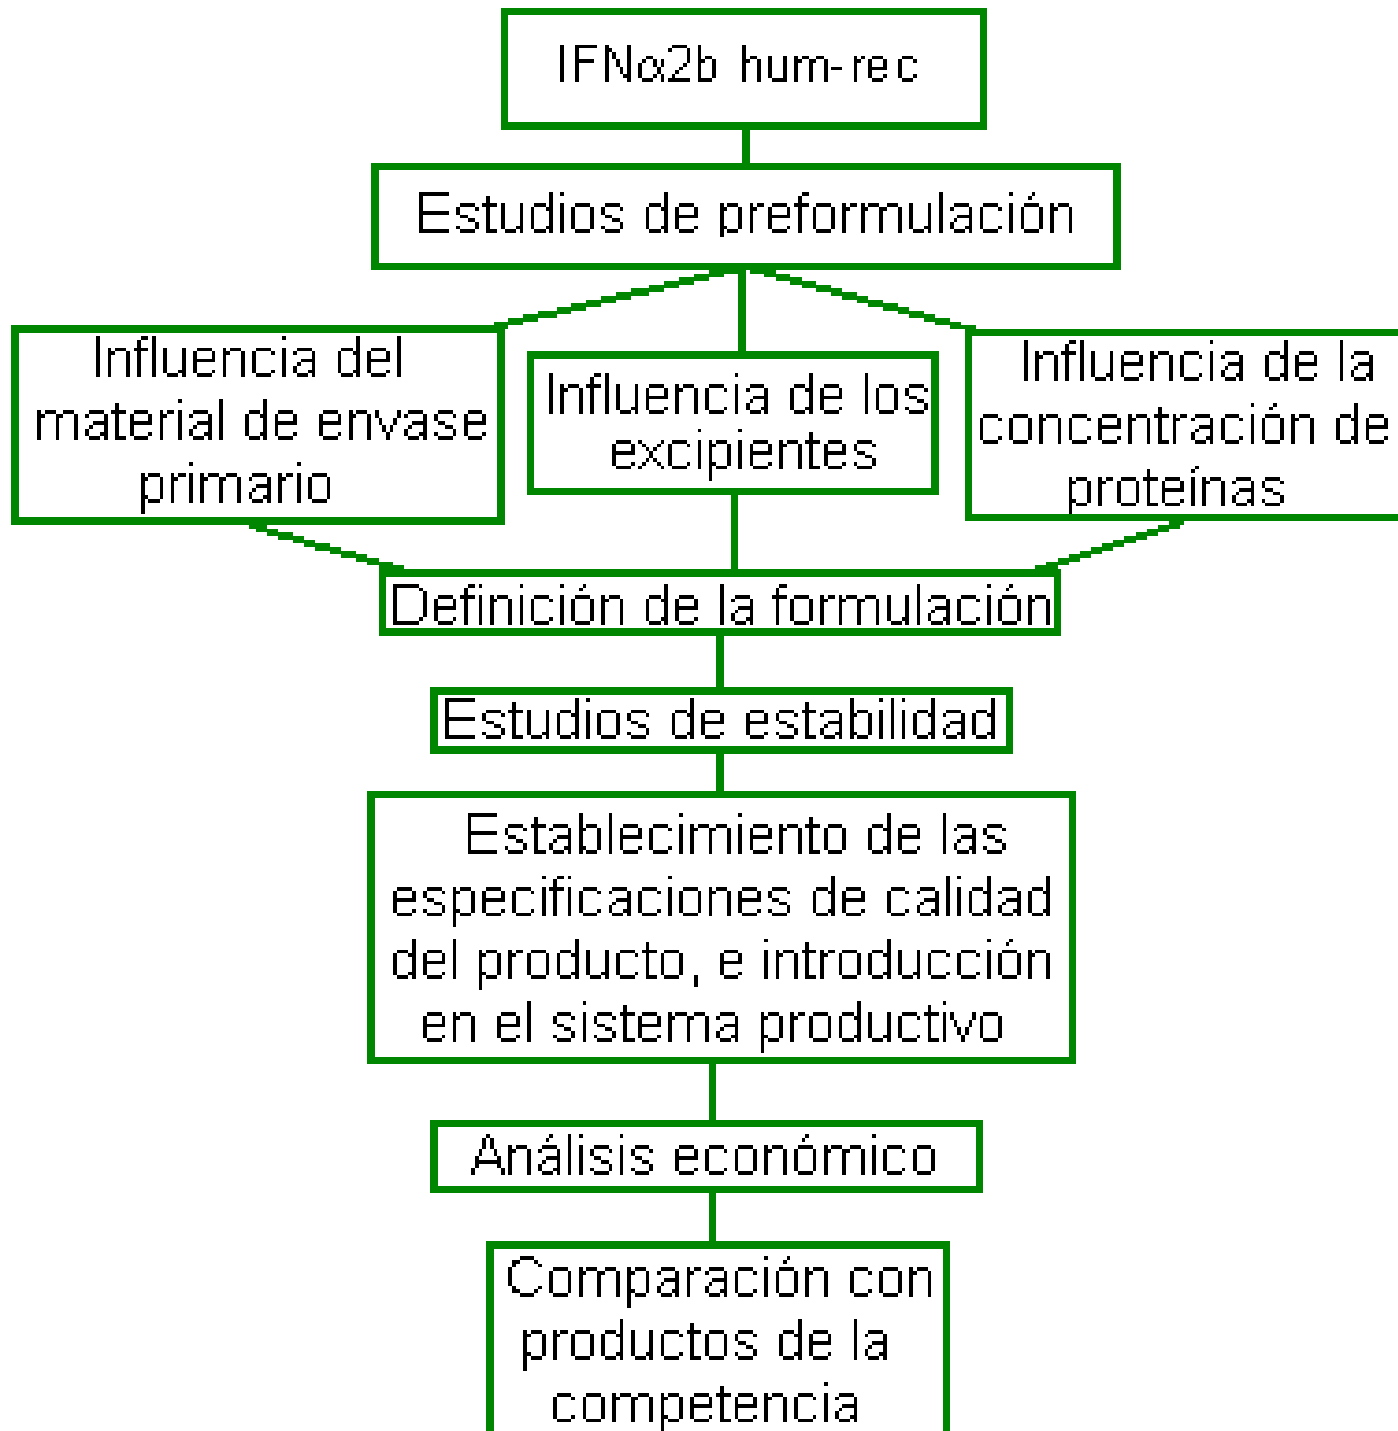 IFNα2b hum-rec
Estudios de preformulación
Influencia del
material de envase
primario
Influencia de los
excipientes
Influencia de la
concentración de
proteínas
Definición de la formulación
Estudios de estabilidad
Establecimiento de las
especificaciones de calidad
del producto, e introducción
en el sistema productivo
Análisis económico
Comparación con
productos de la
competencia